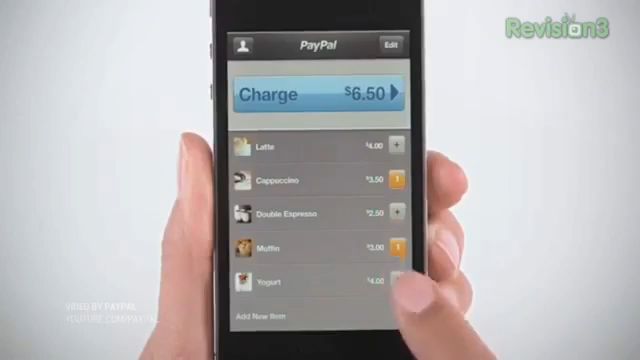 Revision3
PayPal
Edit
Charge $6.50
Latte $4.00 +
Cappuccino $3.50 1
Double Espresso $2.50 +
Muffin $3.00 1
Yogurt $4.00
Add New Item
VIDEO BY PAYPAL